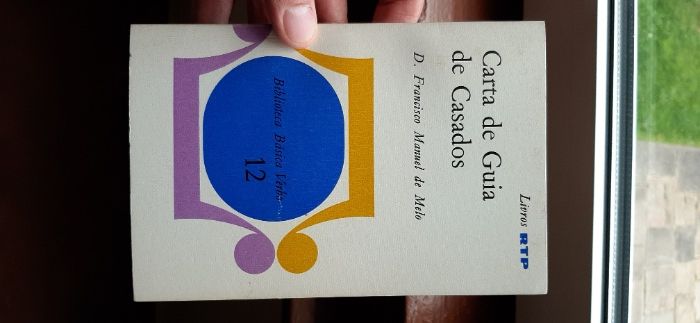 Livros RTP
Carta de Guia
de Casados
D. Francisco Manuel de Melo
Biblioteca Básica Verbo
12